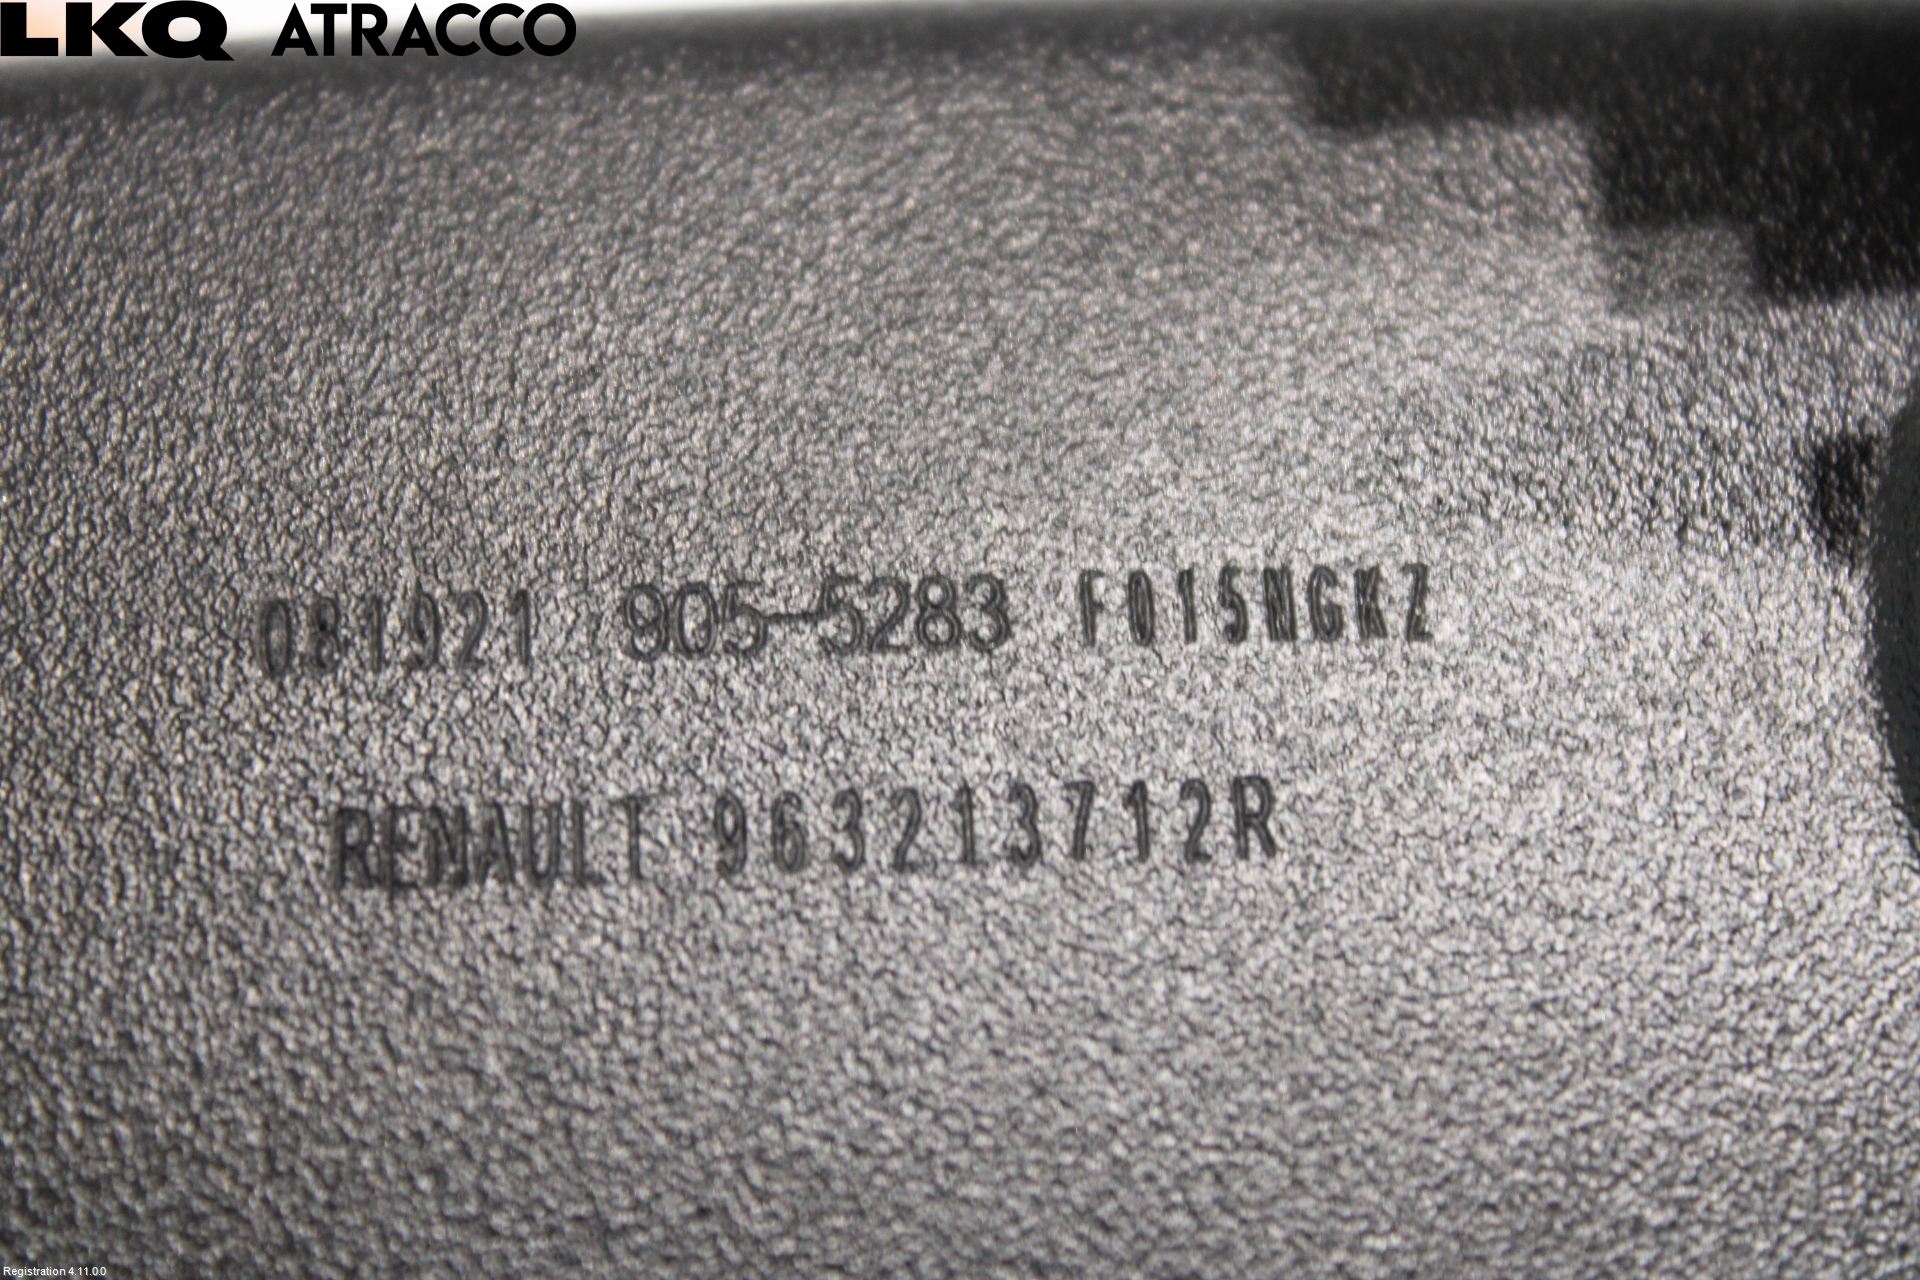 LKQ ATRACCO
081921 905-5283 F015NGKZ
RENAULT 963213712R
Registration 4.11.0.0